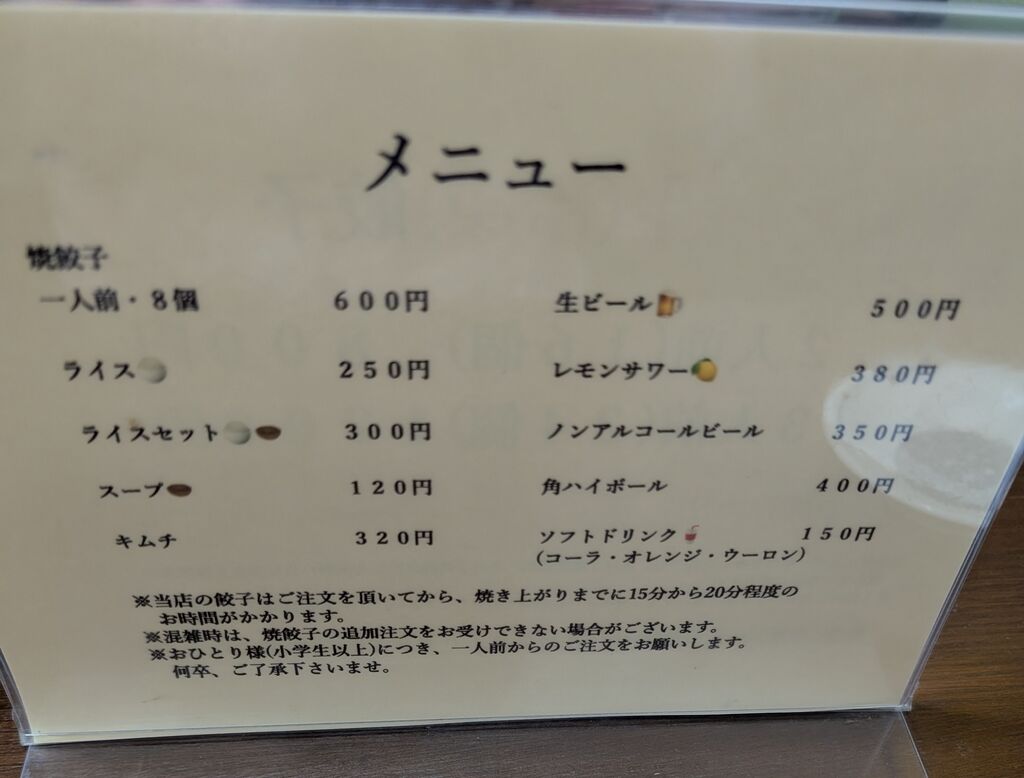 メニュー
焼餃子
一人前・８個 ６００円
ライス ２５０円
ライスセット ３００円
スープ １２０円
キムチ ３２０円
生ビール ５００円
レモンサワー ３８０円
ノンアルコールビール ３５０円
角ハイボール ４００円
ソフトドリンク １５０円
（コーラ・オレンジ・ウーロン）
※当店の餃子はご注文を頂いてから、焼き上がりまでに15分から20分程度の
お時間がかかります。
※混雑時は、焼餃子の追加注文をお受けできない場合がございます。
※おひとり様(小学生以上)につき、一人前からのご注文をお願いします。
何卒、ご了承下さいませ。